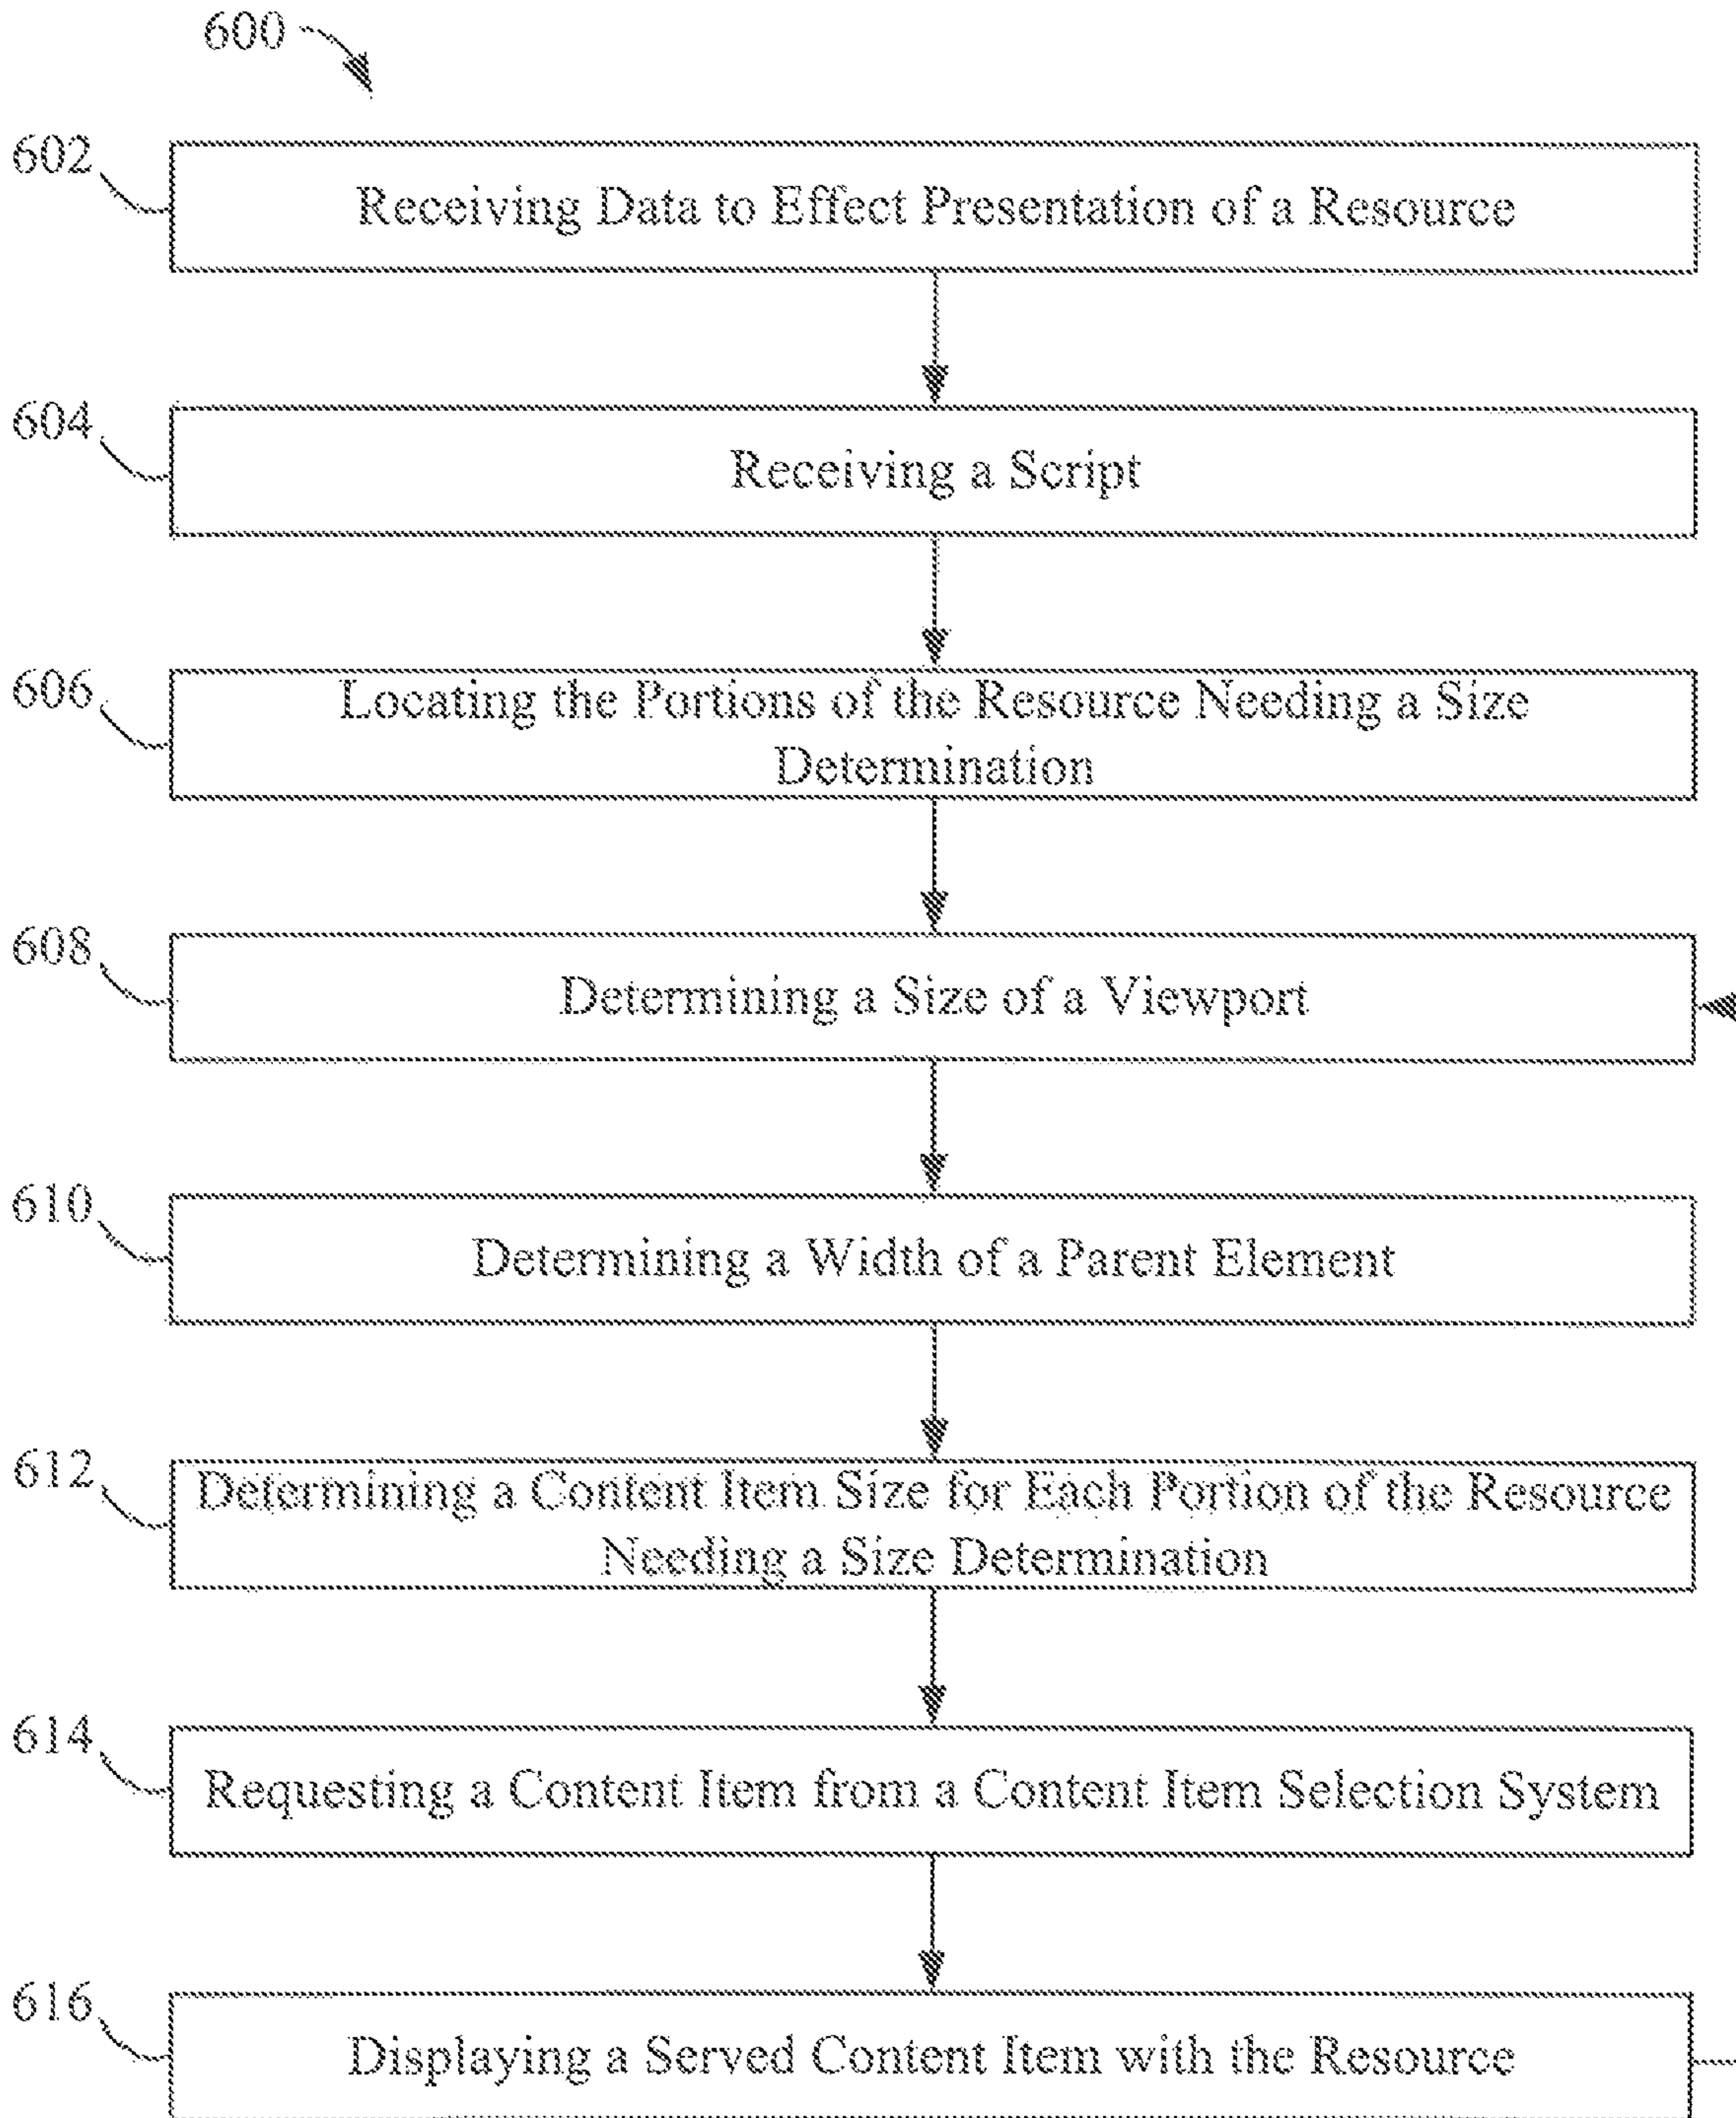 600
602
Receiving Data to Effect Presentation of a Resource
604
Receiving a Script
606
Locating the Portions of the Resource Needing a Size
Determination
608
Determining a Size of a Viewport
610
Determining a Width of a Parent Element
612
Determining a Content Item Size for Each Portion of the Resource
Needing a Size Determination
614
Requesting a Content Item from a Content Item Selection System
616
Displaying a Served Content Item with the Resource